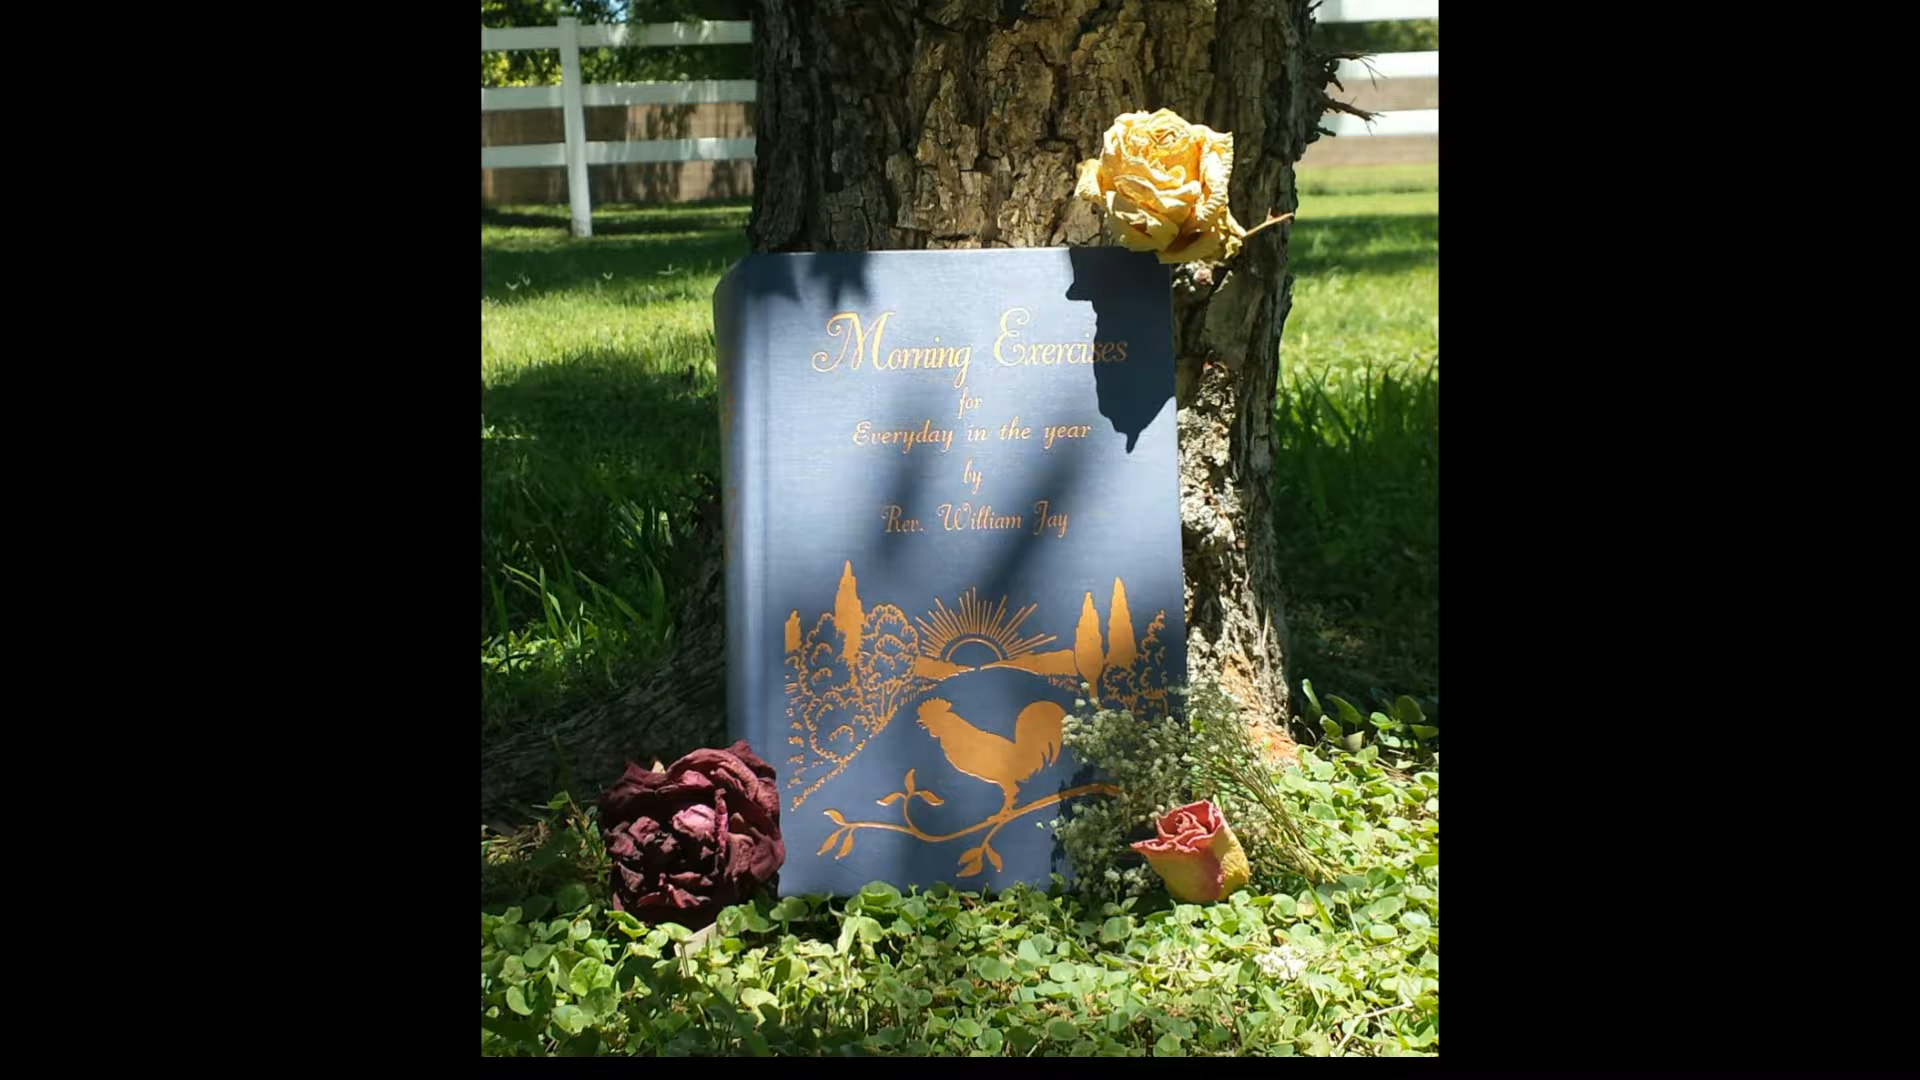 Morning Exercises
for
Everyday in the year
by
Rev. William Jay